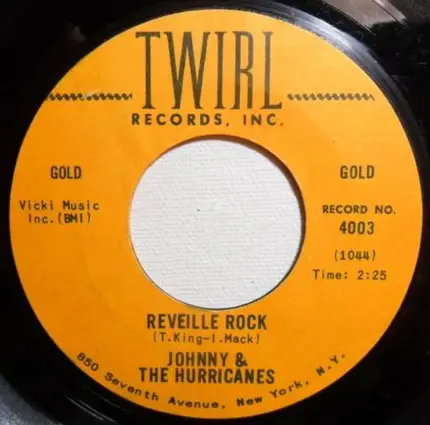 TWIRL
RECORDS, INC.
GOLD
GOLD
Vicki Music
Inc.(BMI)
RECORD NO.
4003
(1044)
Time: 2:25
REVEILLE ROCK
(T.King-I.Mack)
JOHNNY &
THE HURRICANES
850 Seventh Avenue, New York, N.Y.